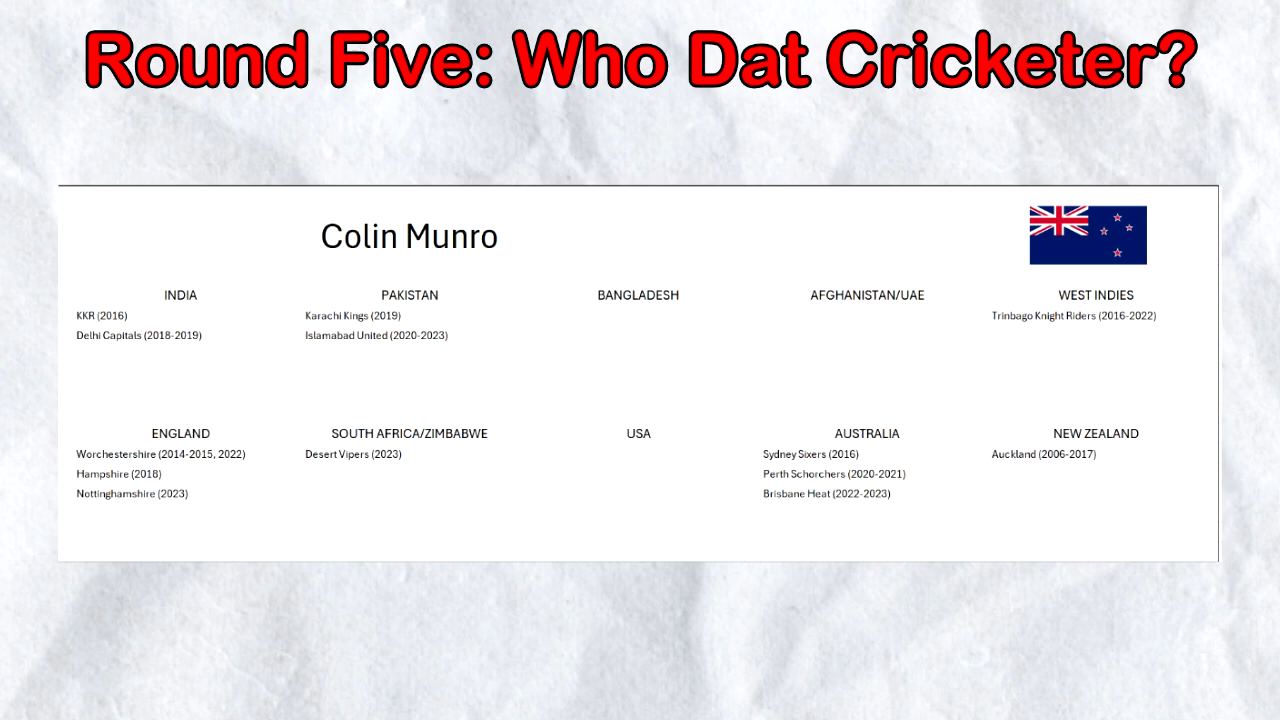 Round Five: Who Dat Cricketer?
Colin Munro
INDIA
KKR (2016)
Delhi Capitals (2018-2019)
PAKISTAN
Karachi Kings (2019)
Islamabad United (2020-2023)
BANGLADESH
AFGHANISTAN/UAE
WEST INDIES
Trinbago Knight Riders (2016-2022)
ENGLAND
Worchestershire (2014-2015, 2022)
Hampshire (2018)
Nottinghamshire (2023)
SOUTH AFRICA/ZIMBABWE
Desert Vipers (2023)
USA
AUSTRALIA
Sydney Sixers (2016)
Perth Schorchers (2020-2021)
Brisbane Heat (2022-2023)
NEW ZEALAND
Auckland (2006-2017)